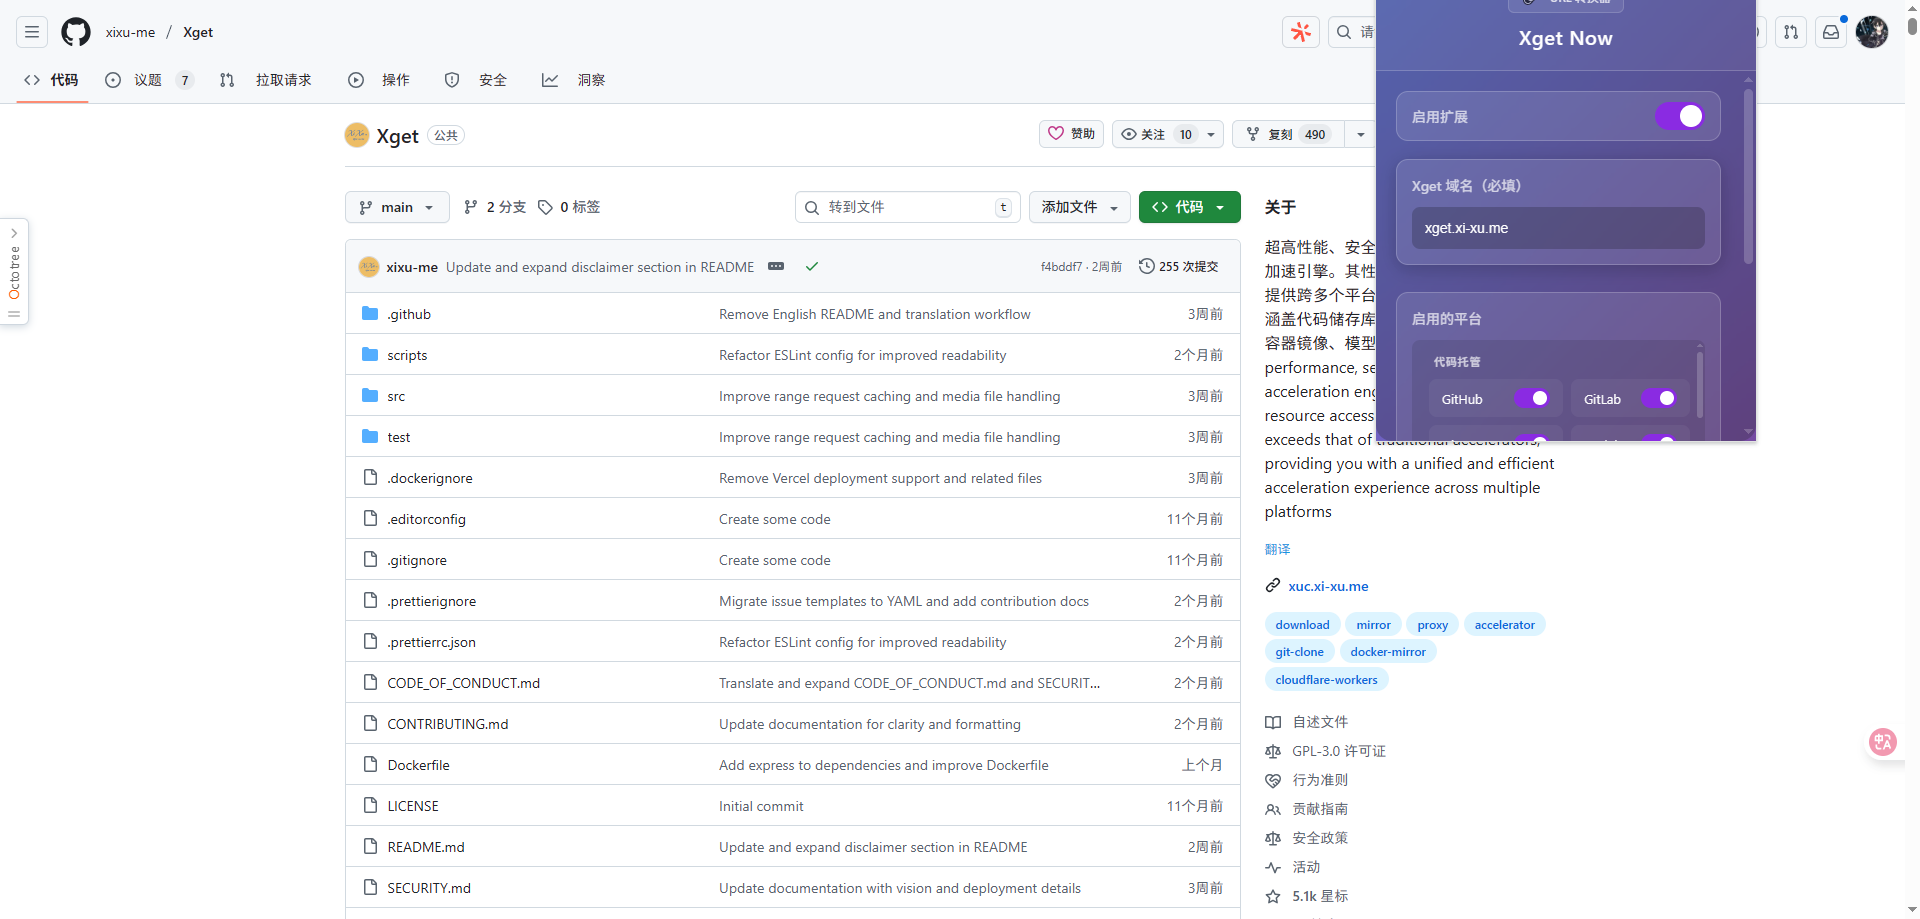 xixu-me / Xget
请
代码
议题 7
拉取请求
操作
安全
洞察
Xget 公共
赞助
关注 10
复刻 490
main
2 分支
0 标签
转到文件 t
添加文件
代码
xixu-me Update and expand disclaimer section in README
f4bddf7 · 2周前
255 次提交
.github Remove English README and translation workflow 3周前
scripts Refactor ESLint config for improved readability 2个月前
src Improve range request caching and media file handling 3周前
test Improve range request caching and media file handling 3周前
.dockerignore Remove Vercel deployment support and related files 3周前
.editorconfig Create some code 11个月前
.gitignore Create some code 11个月前
.prettierignore Migrate issue templates to YAML and add contribution docs 2个月前
.prettierrc.json Refactor ESLint config for improved readability 2个月前
CODE_OF_CONDUCT.md Translate and expand CODE_OF_CONDUCT.md and SECURIT... 2个月前
CONTRIBUTING.md Update documentation for clarity and formatting 2个月前
Dockerfile Add express to dependencies and improve Dockerfile 上个月
LICENSE Initial commit 11个月前
README.md Update and expand disclaimer section in README 2周前
SECURITY.md Update documentation with vision and deployment details 3周前
Octotree
关于
超高性能、安全
加速引擎。其性
提供跨多个平台
涵盖代码储存库
容器镜像、模型
performance, se
acceleration eng
resource access
exceeds that of traditional accelerators,
providing you with a unified and efficient
acceleration experience across multiple
platforms
翻译
xuc.xi-xu.me
download mirror proxy accelerator
git-clone docker-mirror
cloudflare-workers
自述文件
GPL-3.0 许可证
行为准则
贡献指南
安全政策
活动
5.1k 星标
Xget Now
启用扩展
Xget 域名（必填）
xget.xi-xu.me
启用的平台
代码托管
GitHub
GitLab